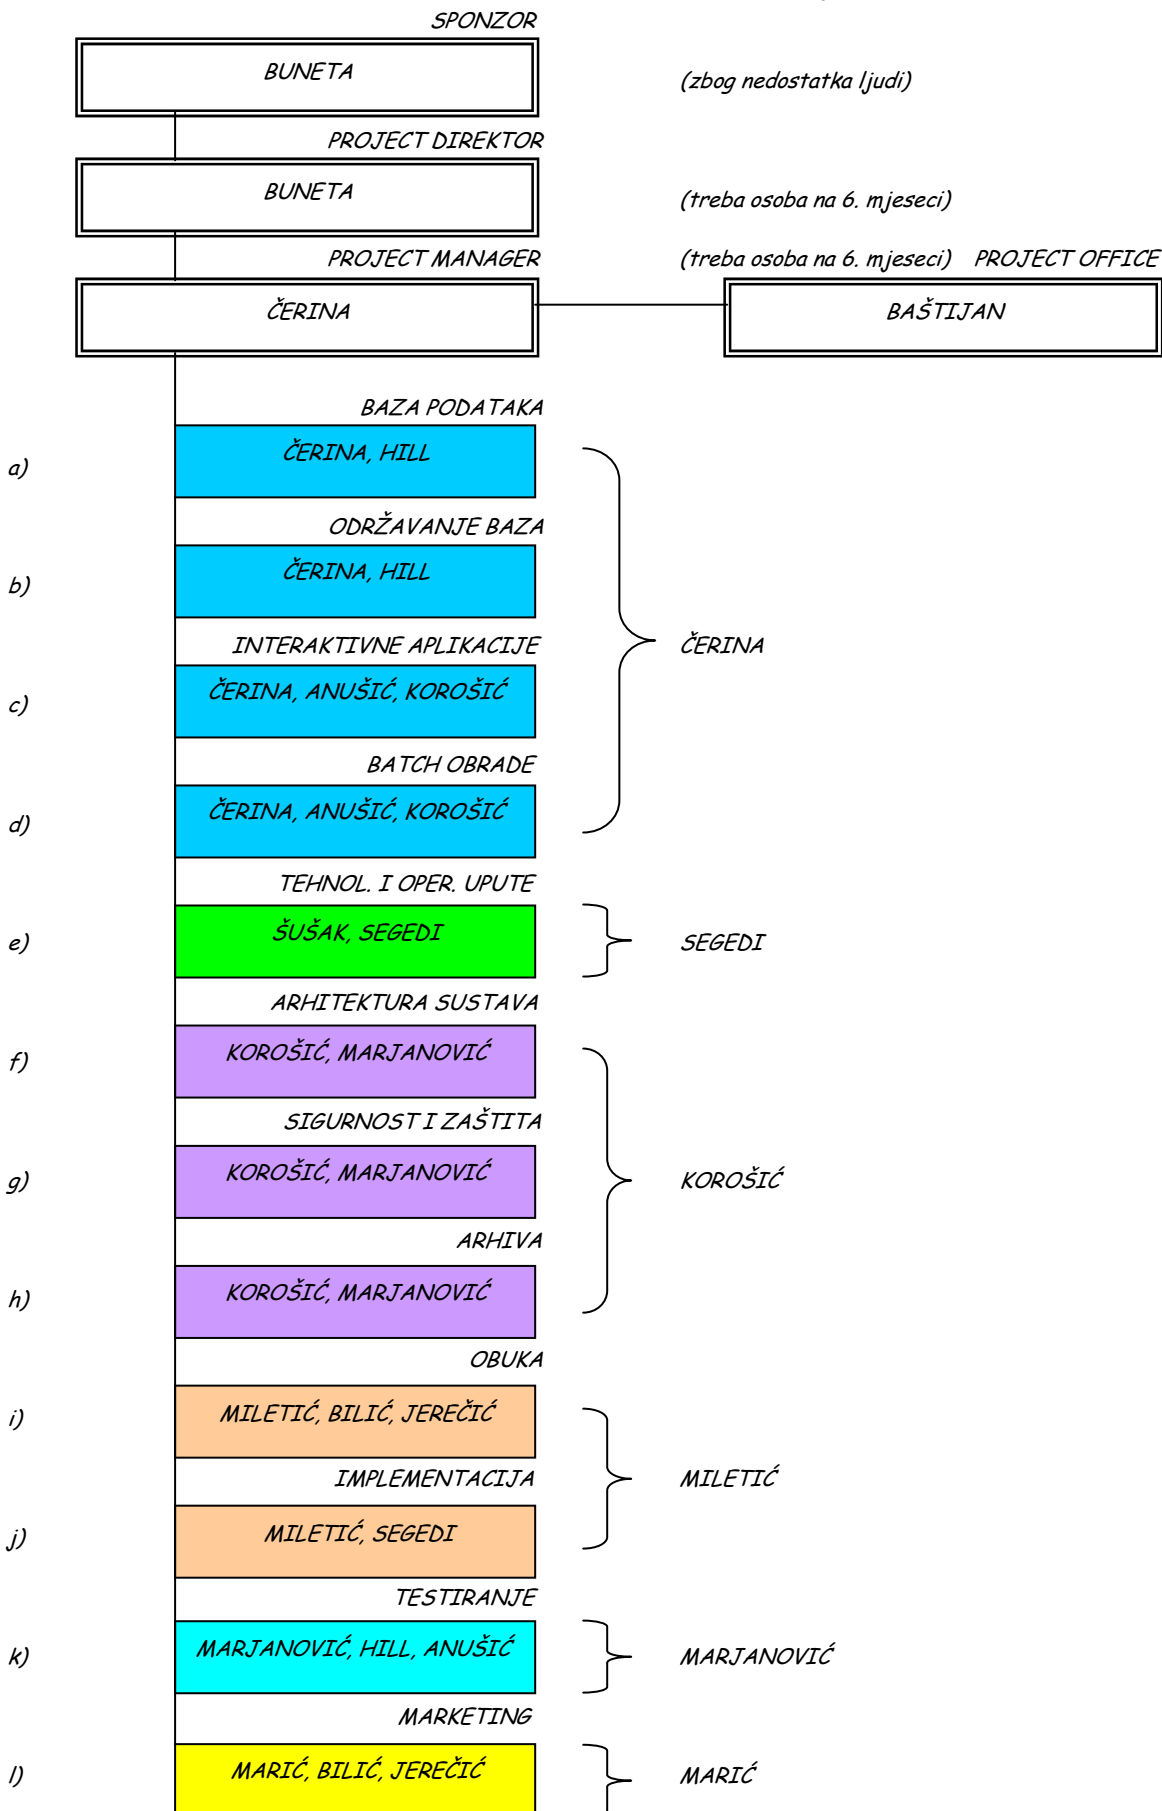 SPONZOR
BUNETA
(zbog nedostatka ljudi)
PROJECT DIREKTOR
BUNETA
(treba osoba na 6. mjeseci)
PROJECT MANAGER
(treba osoba na 6. mjeseci) PROJECT OFFICE
ČERINA
BAŠTIJAN
BAZA PODATAKA
a)
ČERINA, HILL
ODRŽAVANJE BAZA
b)
ČERINA, HILL
INTERAKTIVNE APLIKACIJE
ČERINA
c)
ČERINA, ANUŠIĆ, KOROŠIĆ
BATCH OBRADE
d)
ČERINA, ANUŠIĆ, KOROŠIĆ
TEHNOL. I OPER. UPUTE
e)
ŠUŠAK, SEGEDI
SEGEDI
ARHITEKTURA SUSTAVA
f)
KOROŠIĆ, MARJANOVIĆ
SIGURNOST I ZAŠTITA
g)
KOROŠIĆ, MARJANOVIĆ
KOROŠIĆ
ARHIVA
h)
KOROŠIĆ, MARJANOVIĆ
OBUKA
i)
MILETIĆ, BILIĆ, JEREČIĆ
IMPLEMENTACIJA
MILETIĆ
j)
MILETIĆ, SEGEDI
TESTIRANJE
k)
MARJANOVIĆ, HILL, ANUŠIĆ
MARJANOVIĆ
MARKETING
l)
MARIĆ, BILIĆ, JEREČIĆ
MARIĆ